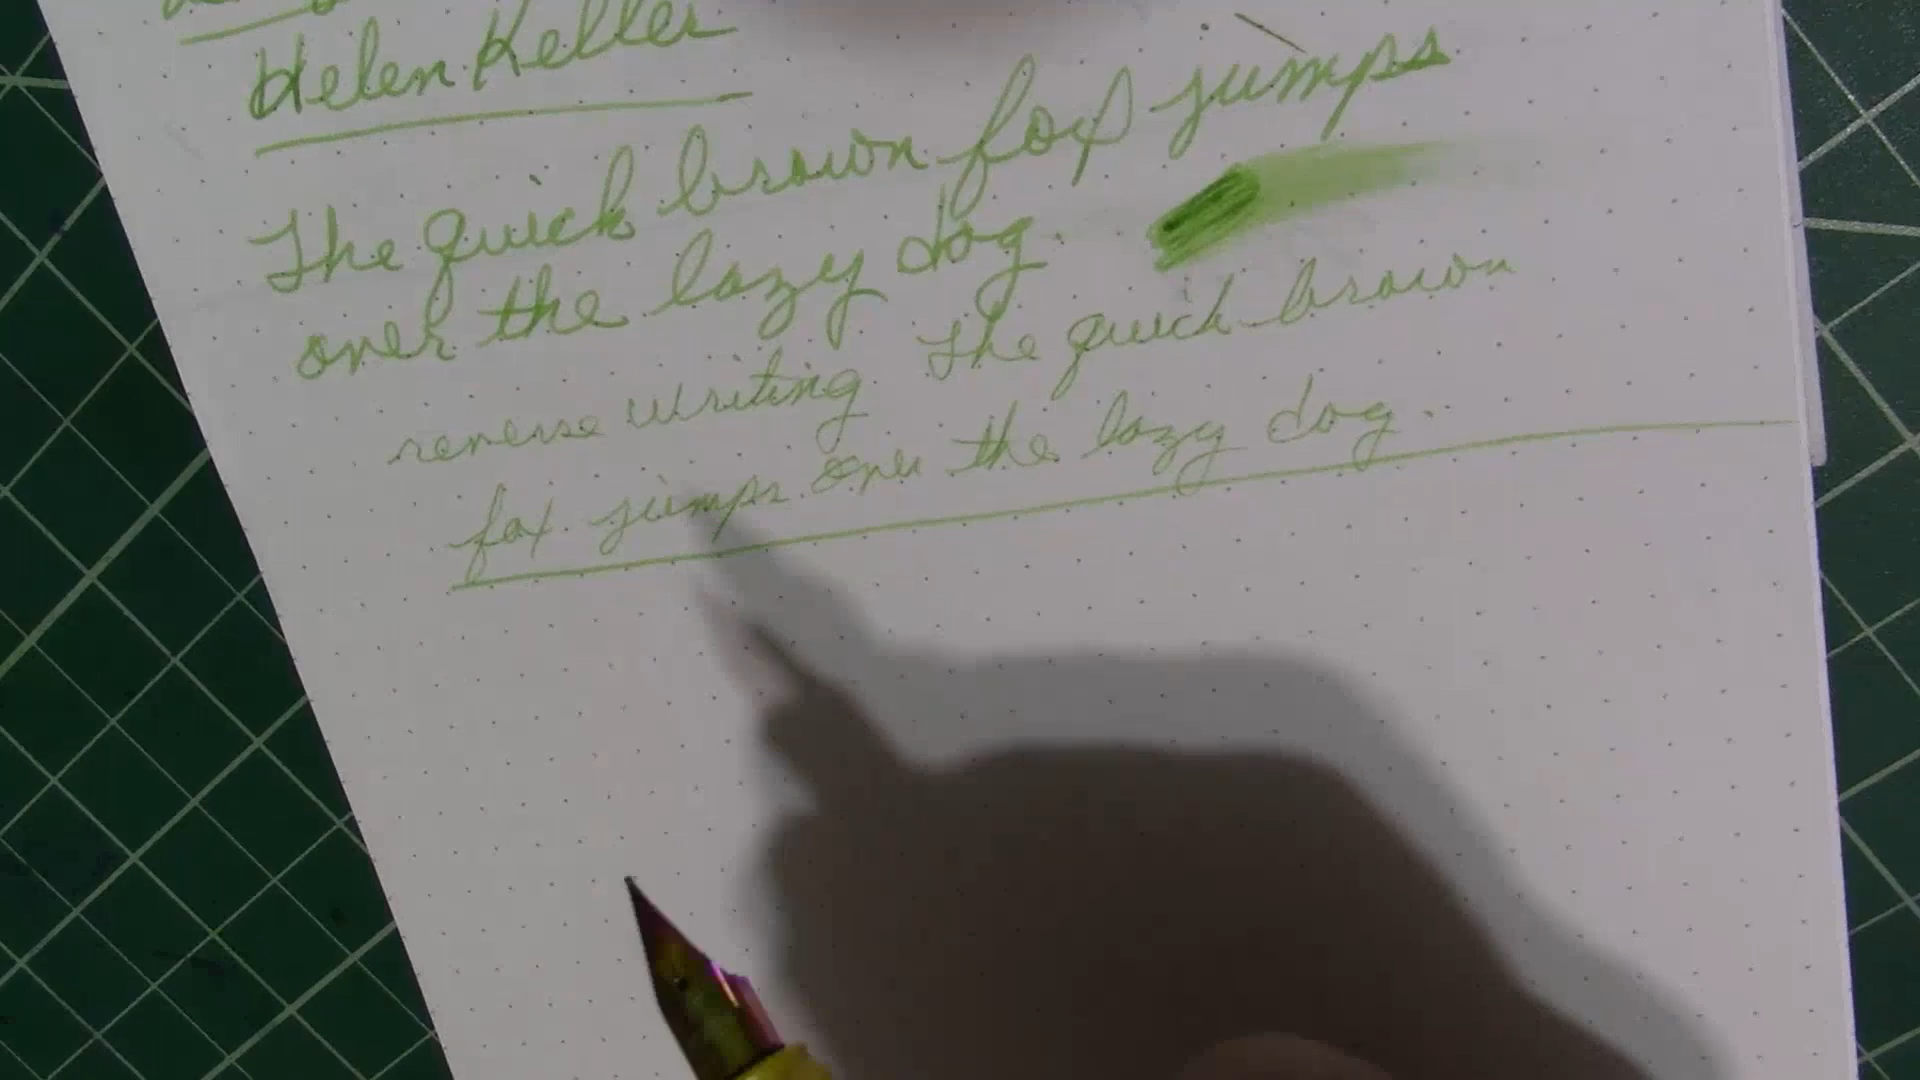 Helen Keller
The quick brown fox jumps
over the lazy dog.
reverse writing The quick brown
fox jumps over the lazy dog..